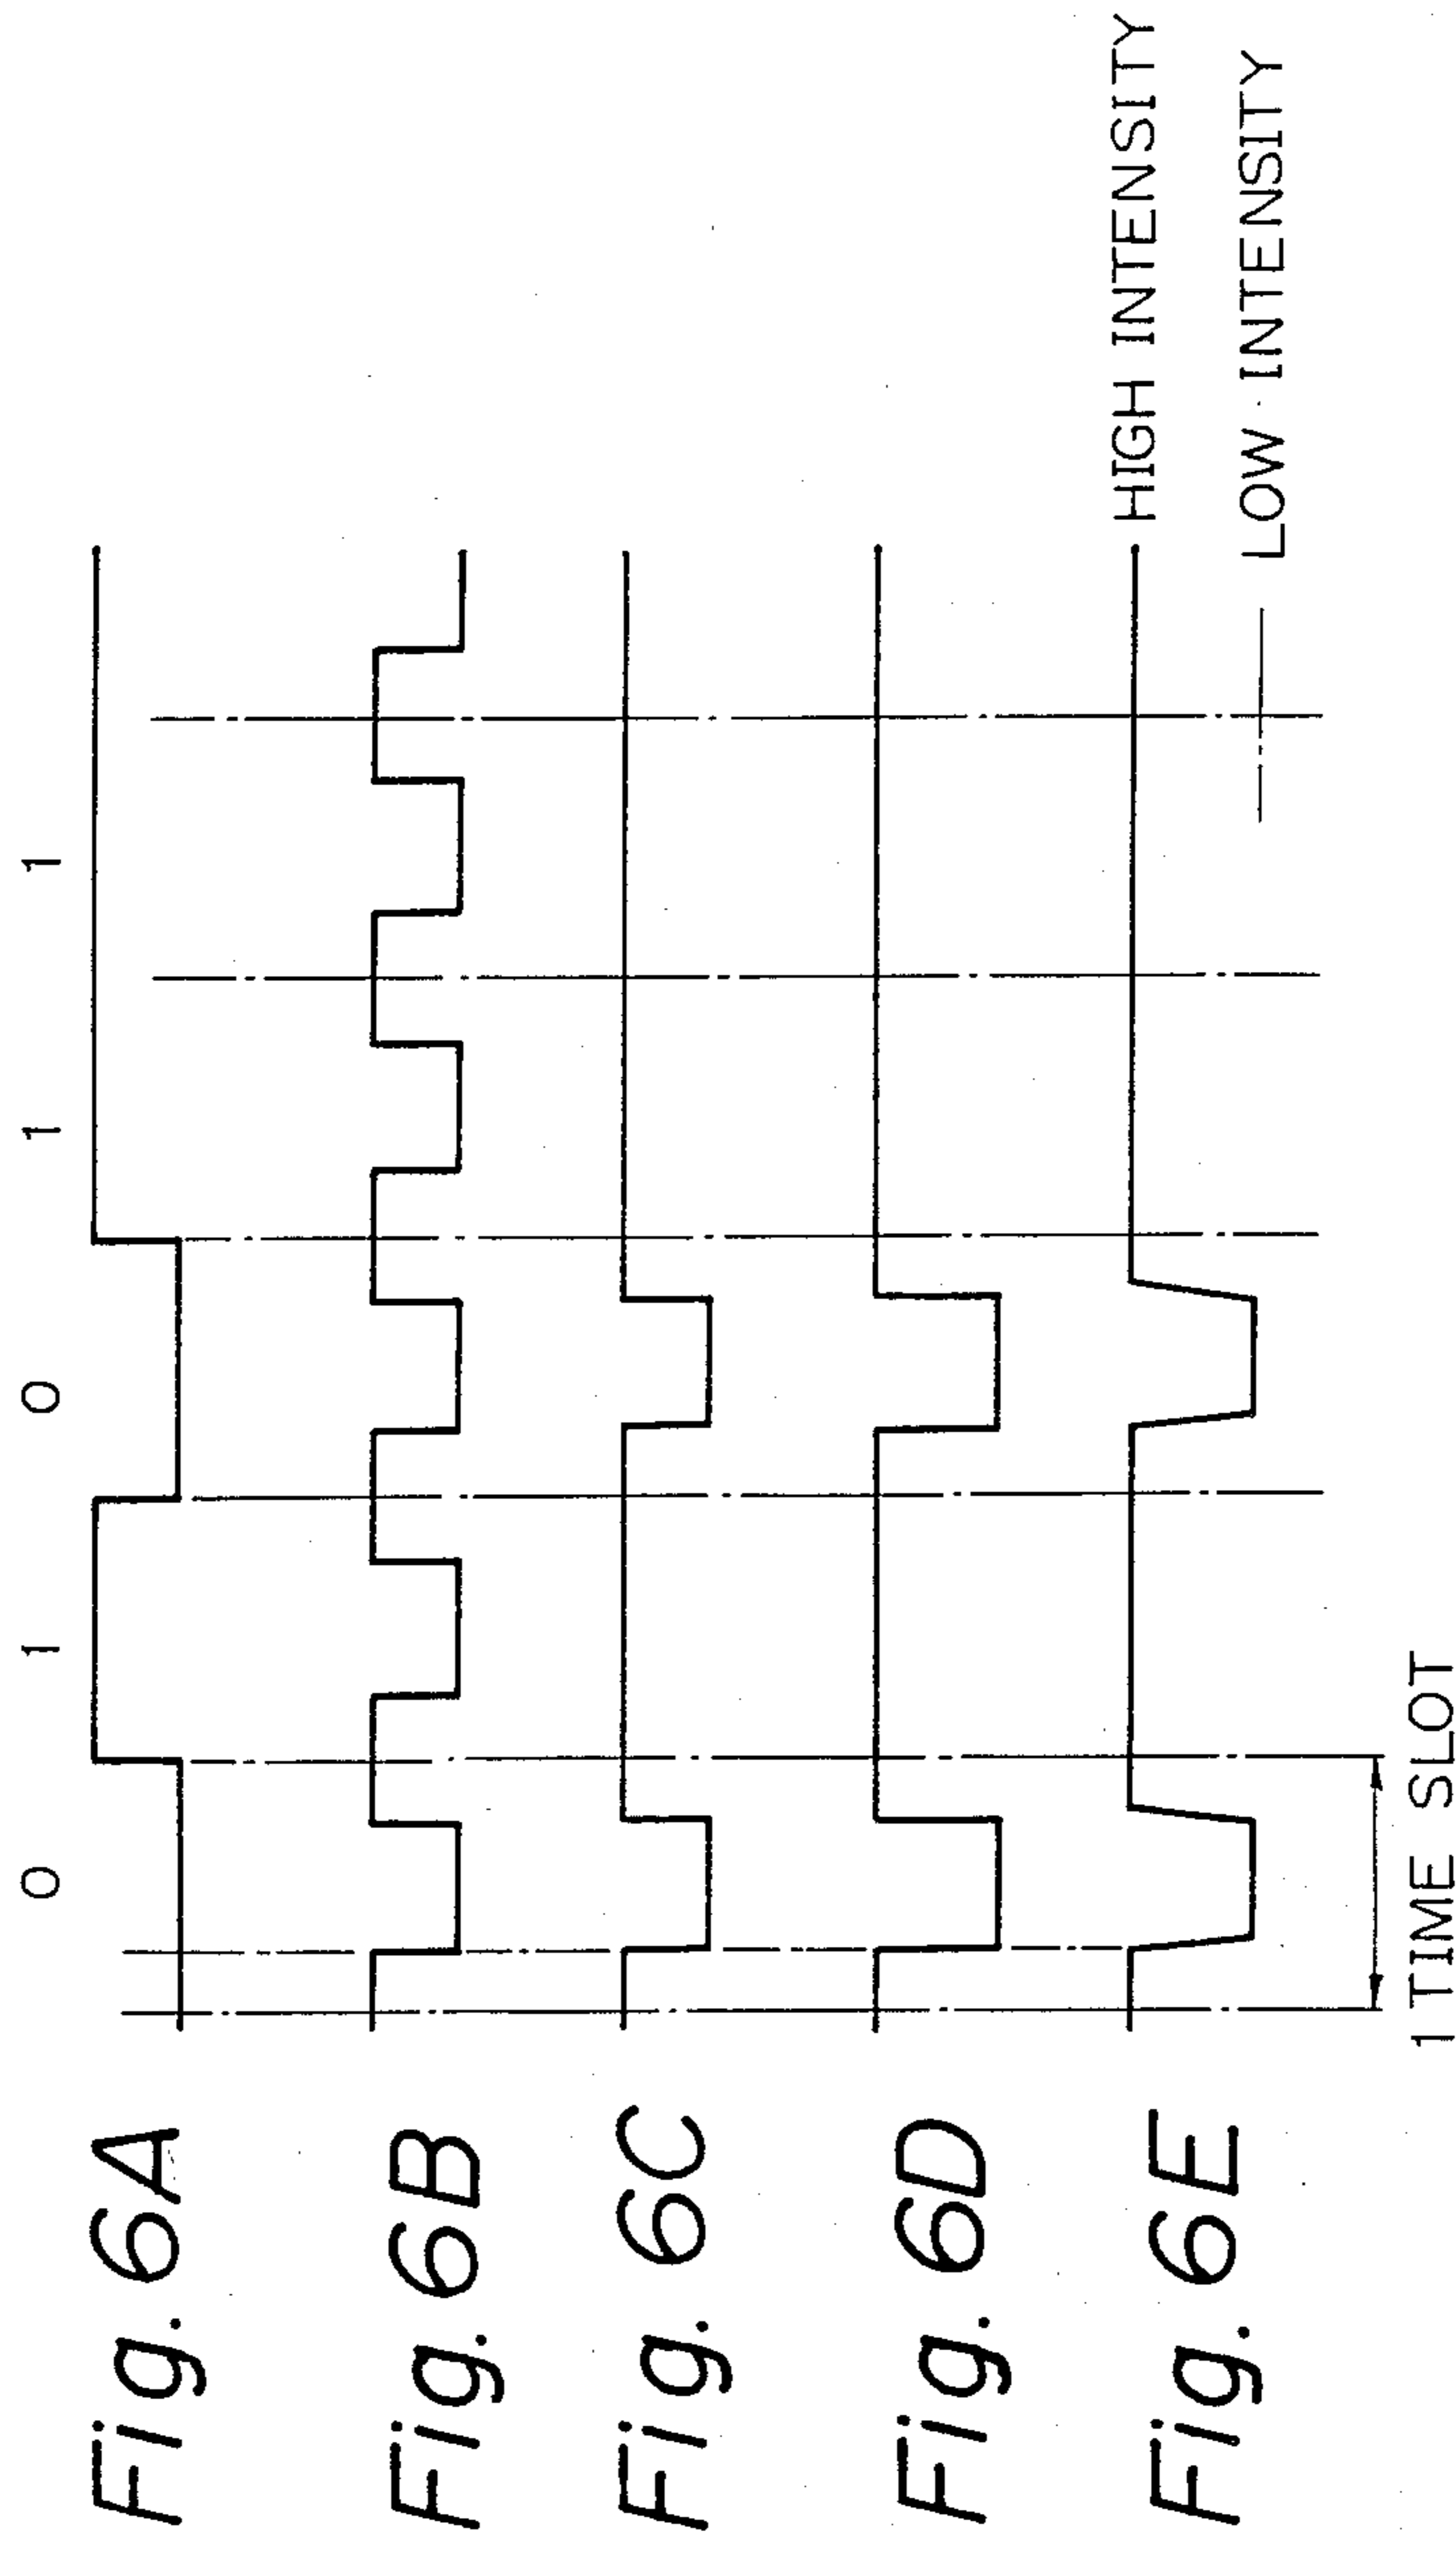 0 1 0 1 1
Fig. 6A
Fig. 6B
Fig. 6C
Fig. 6D
Fig. 6E
HIGH INTENSITY
LOW INTENSITY
1 TIME SLOT